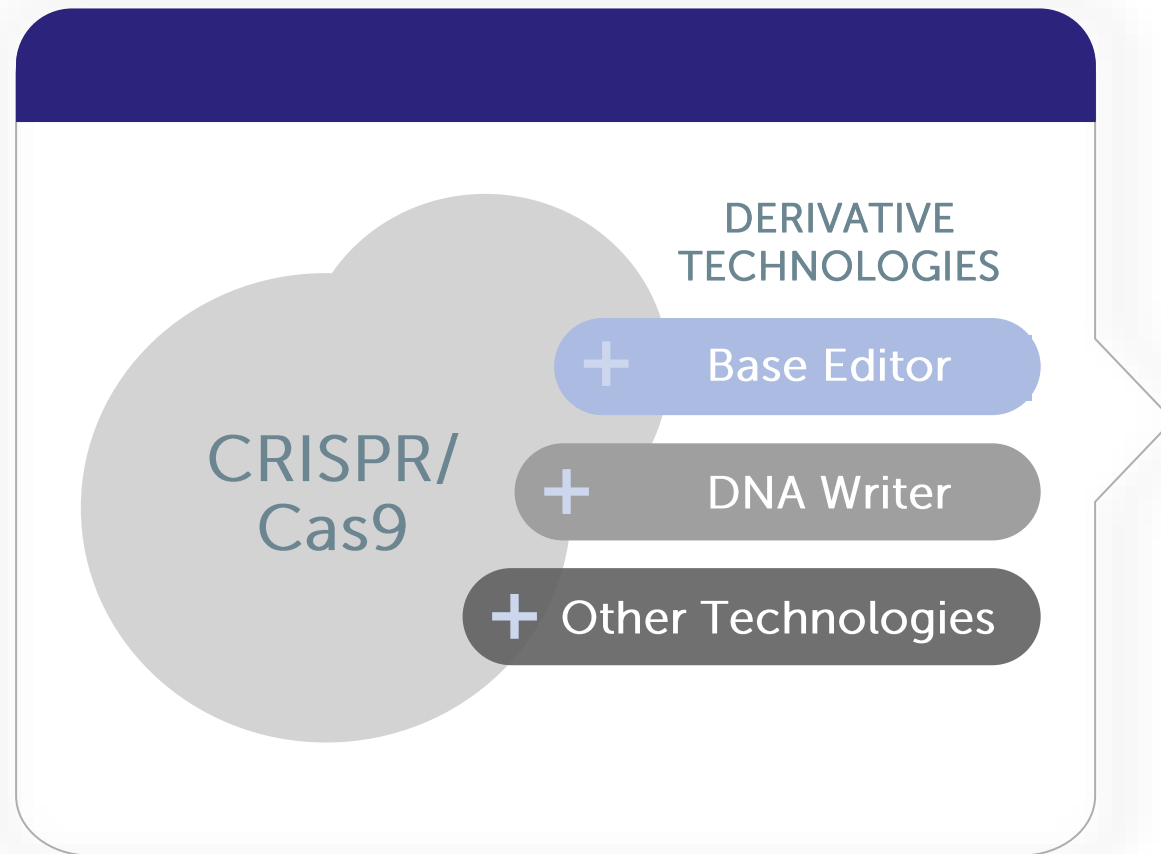 DERIVATIVE
TECHNOLOGIES
CRISPR/
Cas9
+ Base Editor
+ DNA Writer
+ Other Technologies